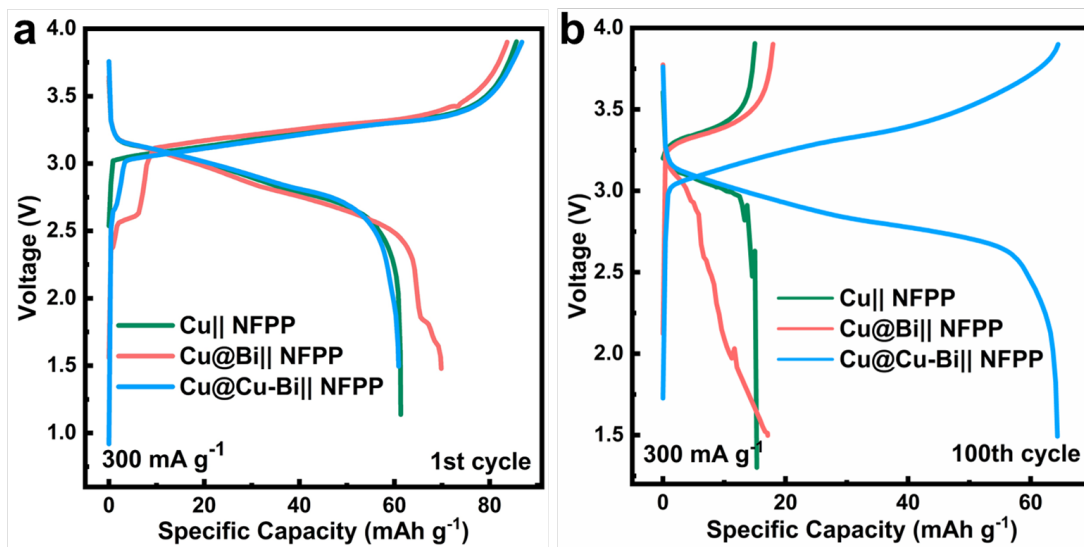 a
4.0
3.5
3.0
2.5
2.0
1.5
1.0
Voltage (V)
Cu|| NFPP
Cu@Bi|| NFPP
Cu@Cu-Bi|| NFPP
300 mA g⁻¹
1st cycle
0 20 40 60 80
Specific Capacity (mAh g⁻¹)
b
4.0
3.5
3.0
2.5
2.0
1.5
Voltage (V)
Cu|| NFPP
Cu@Bi|| NFPP
Cu@Cu-Bi|| NFPP
300 mA g⁻¹
100th cycle
0 20 40 60
Specific Capacity (mAh g⁻¹)